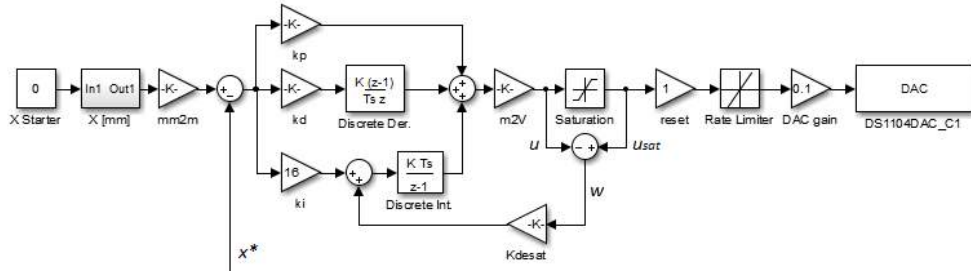 -K-
kp
0
X Starter
In1 Out1
X [mm]
-K-
mm2m
-K-
kd
K (z-1)
Ts z
Discrete Der.
-K-
m2V
Saturation
1
reset
Rate Limiter
0.1
DAC gain
DAC
DS1104DAC_C1
u
usat
w
16
ki
K Ts
z-1
Discrete Int.
-K-
Kdesat
x*